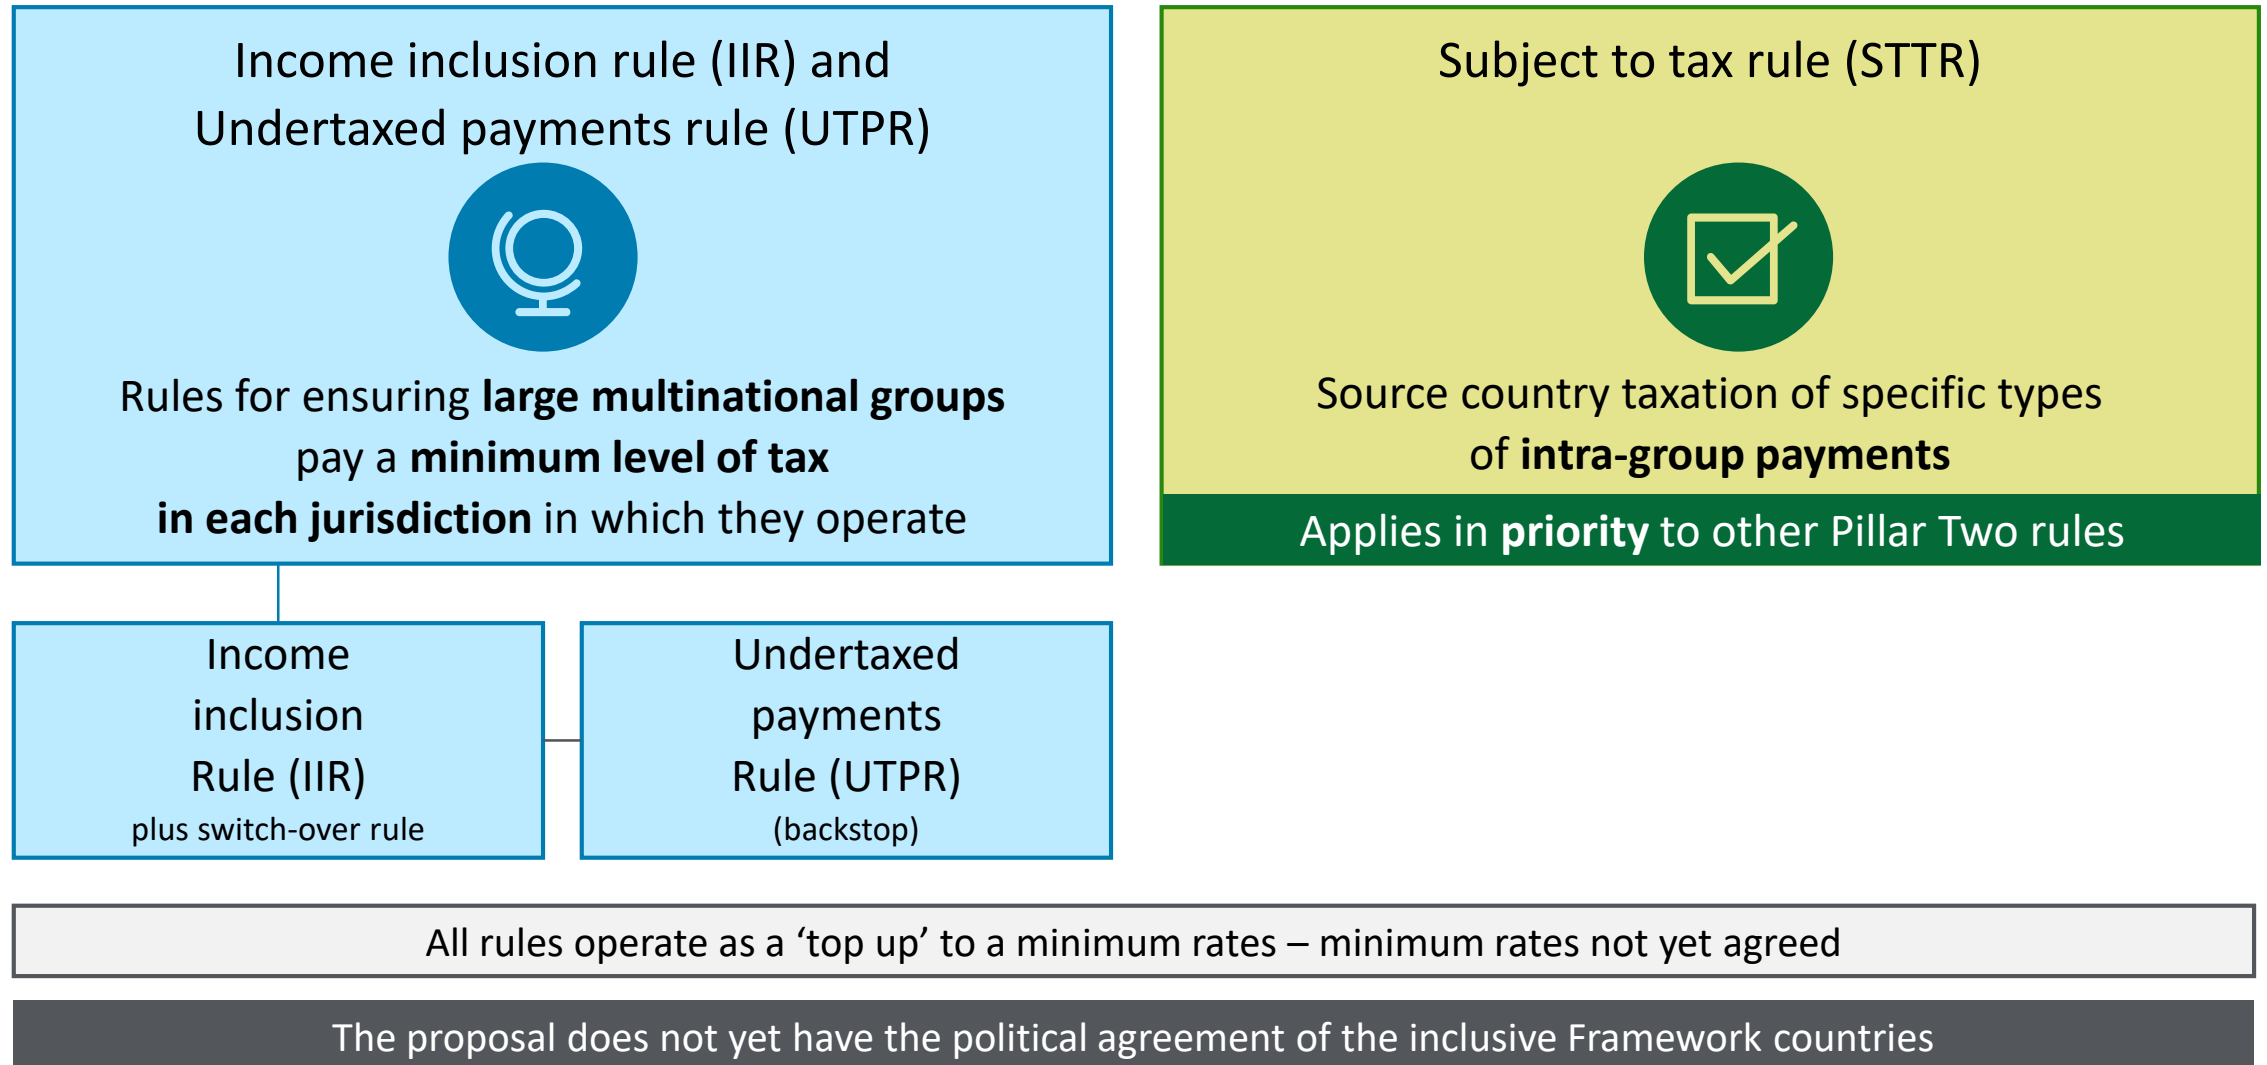 Income inclusion rule (IIR) and
Undertaxed payments rule (UTPR)
Rules for ensuring large multinational groups
pay a minimum level of tax
in each jurisdiction in which they operate
Subject to tax rule (STTR)
Source country taxation of specific types
of intra-group payments
Applies in priority to other Pillar Two rules
Income
inclusion
Rule (IIR)
plus switch-over rule
Undertaxed
payments
Rule (UTPR)
(backstop)
All rules operate as a ‘top up’ to a minimum rates – minimum rates not yet agreed
The proposal does not yet have the political agreement of the inclusive Framework countries